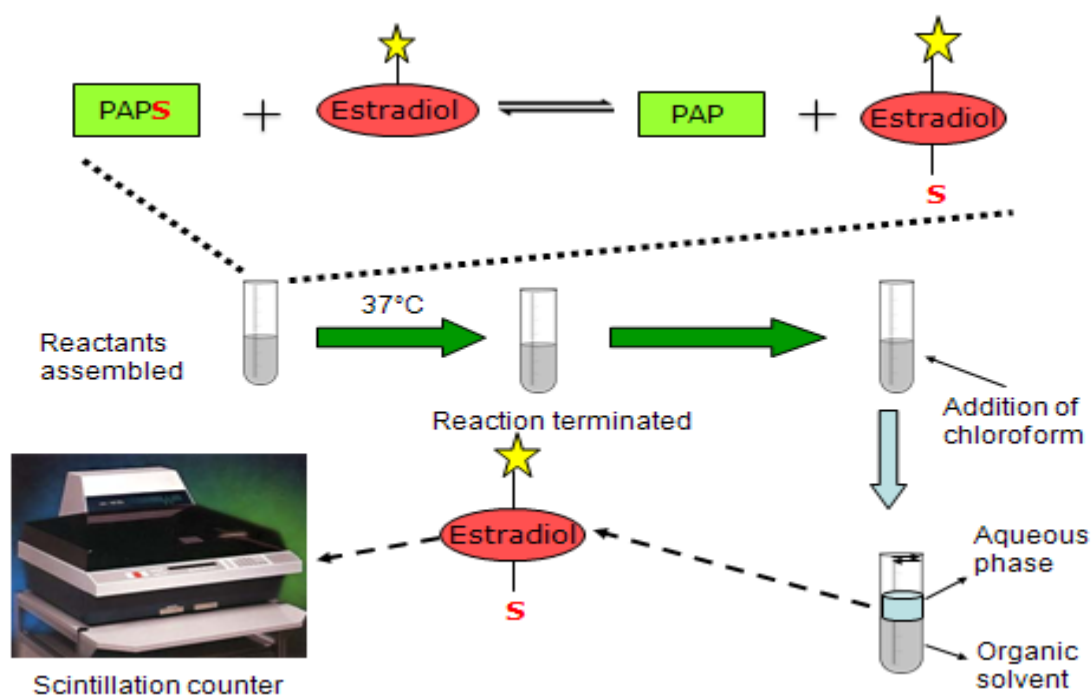 PAPS + Estradiol PAP + Estradiol
S
37°C
Reactants
assembled
Reaction terminated
Addition of
chloroform
Estradiol
S
Aqueous
phase
Organic
solvent
Scintillation counter